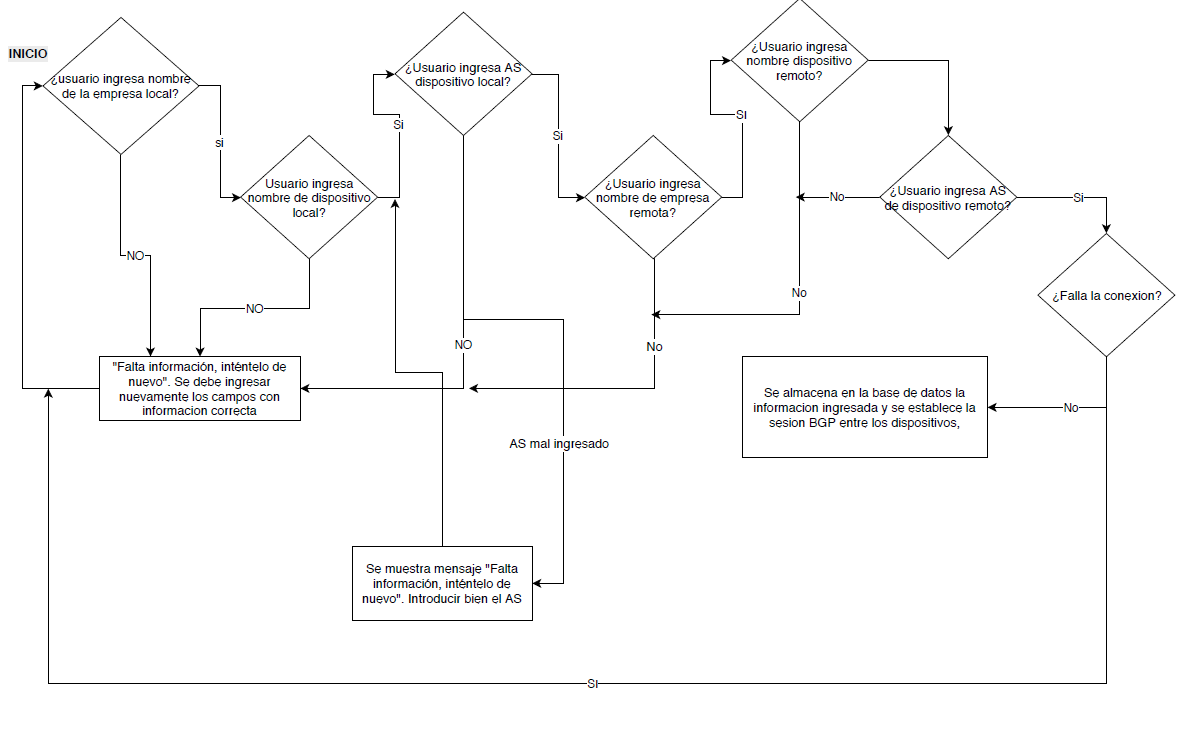 INICIO
¿usuario ingresa nombre
de la empresa local?
si
NO
Usuario ingresa
nombre de dispositivo
local?
NO
Si
¿Usuario ingresa AS
dispositivo local?
Si
NO
AS mal ingresado
¿Usuario ingresa
nombre de empresa
remota?
SI
No
¿Usuario ingresa
nombre dispositivo
remoto?
No
¿Usuario ingresa AS
de dispositivo remoto?
No
Si
¿Falla la conexion?
No
SI
"Falta información, inténtelo de
nuevo". Se debe ingresar
nuevamente los campos con
informacion correcta
Se muestra mensaje "Falta
información, inténtelo de
nuevo". Introducir bien el AS
Se almacena en la base de datos la
informacion ingresada y se establece la
sesion BGP entre los dispositivos,